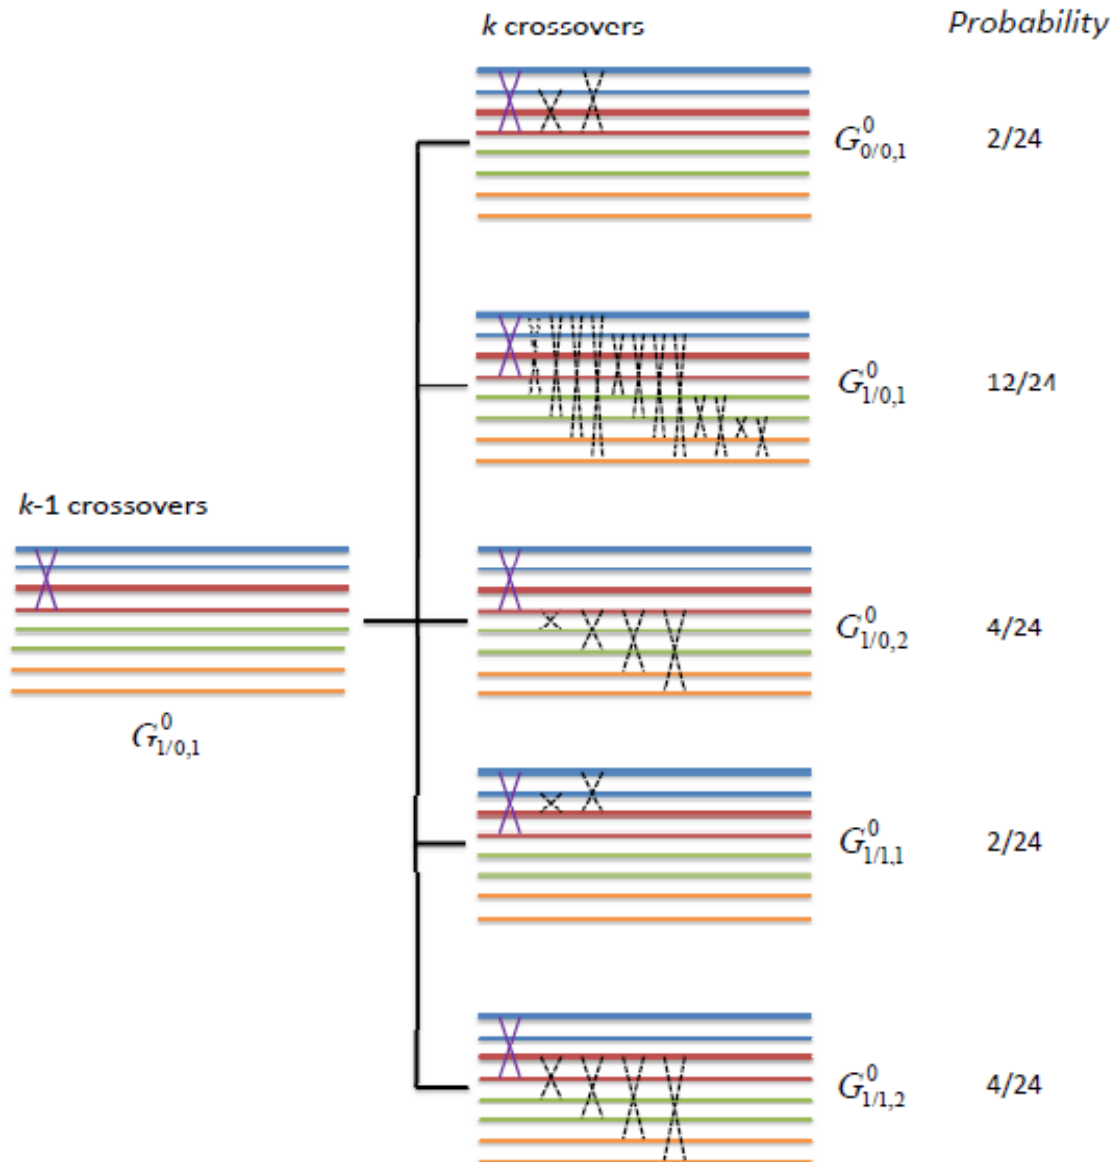 k crossovers Probability
G^0_{0/0,1} 2/24
G^0_{1/0,1} 12/24
k-1 crossovers
G^0_{1/0,1}
G^0_{1/0,2} 4/24
G^0_{1/1,1} 2/24
G^0_{1/1,2} 4/24